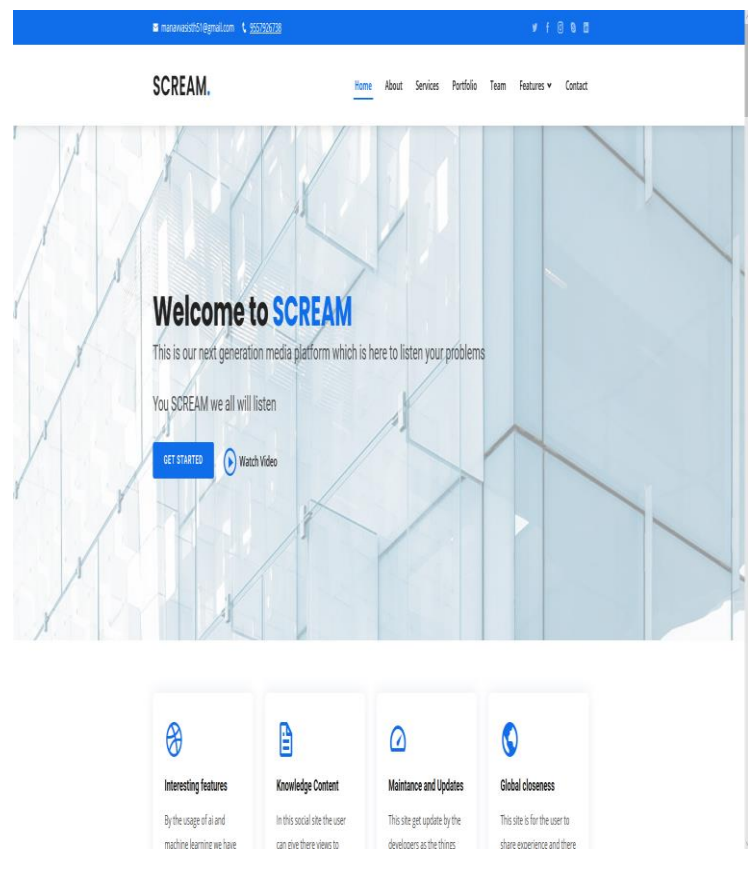 manawasisth51@gmail.com 9557926738
SCREAM.
Home About Services Portfolio Team Features Contact
Welcome to SCREAM
This is our next generation media platform which is here to listen your problems
You SCREAM we all will listen
GET STARTED Watch Video
Interesting features
By the usage of ai and
machine learning we have
Knowledge Content
In this social site the user
can give there views to
Maintance and Updates
This site get update by the
developers as the things
Global closeness
This site is for the user to
share experience and there